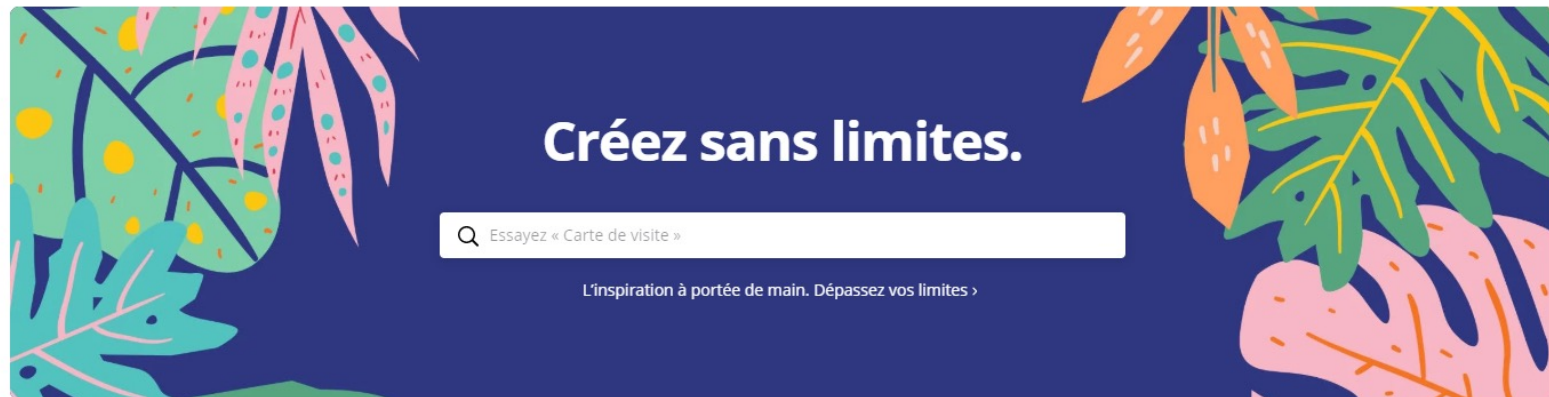 Créez sans limites.
Essayez « Carte de visite »
L’inspiration à portée de main. Dépassez vos limites ›